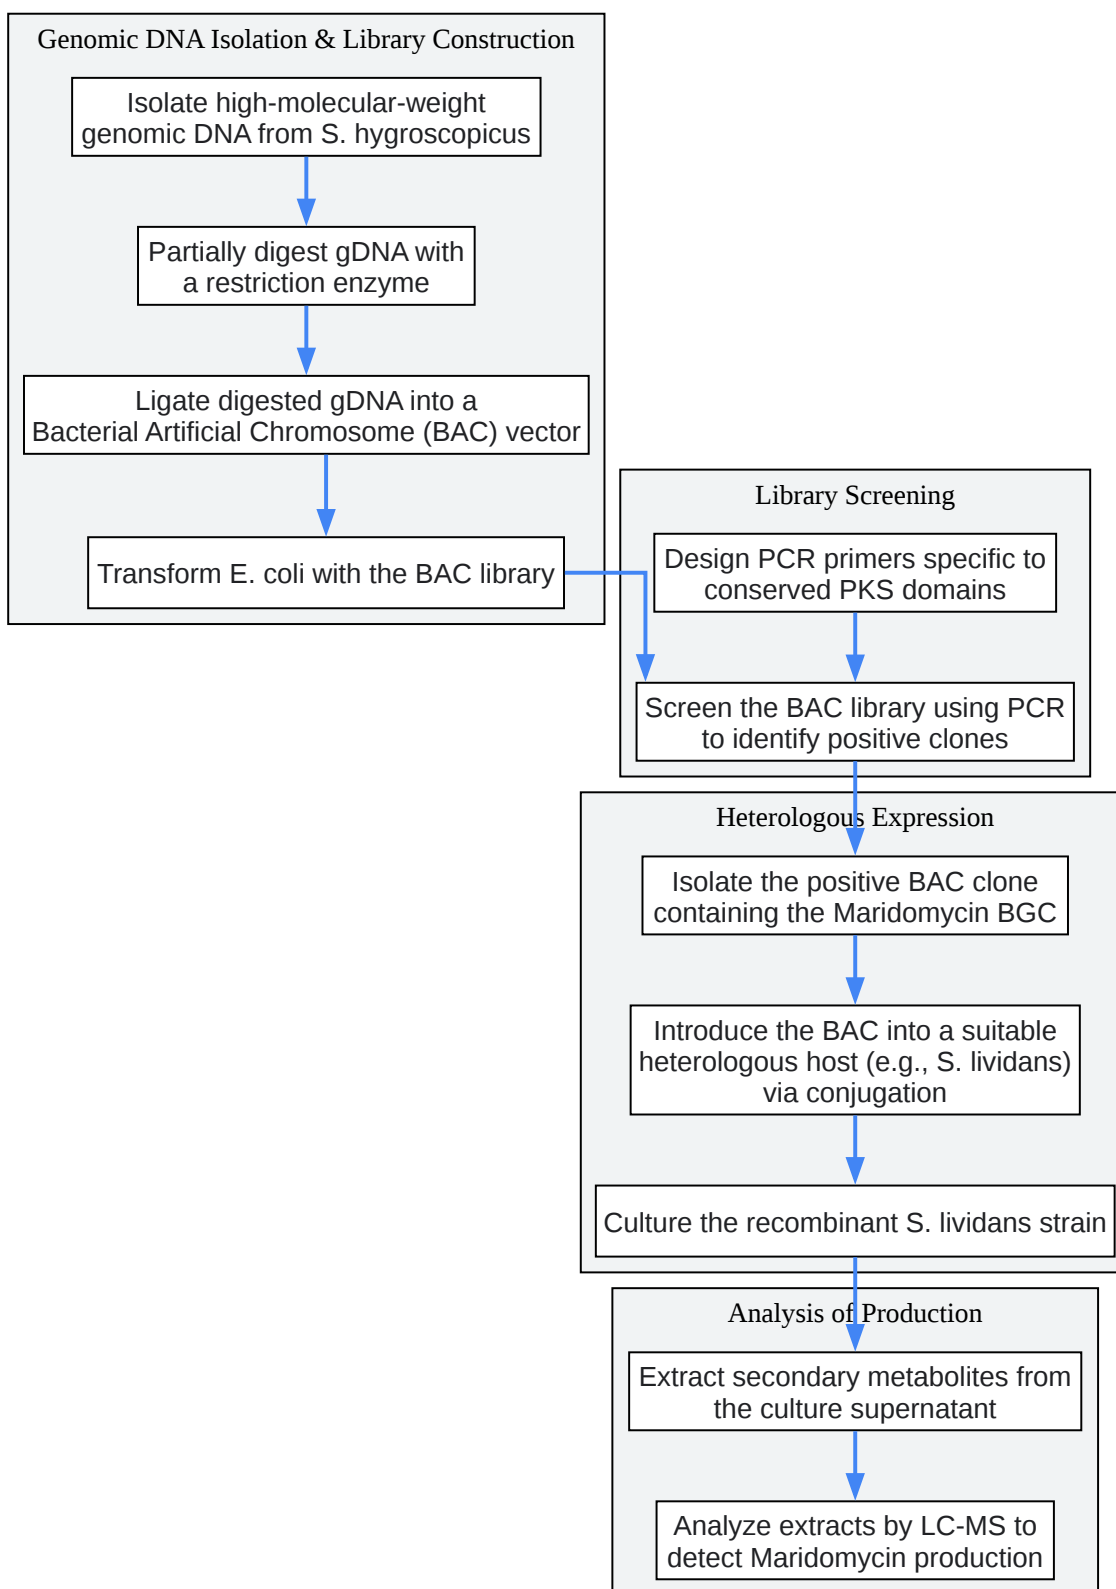 Genomic DNA Isolation & Library Construction
Isolate high-molecular-weight
genomic DNA from S. hygroscopicus
Partially digest gDNA with
a restriction enzyme
Ligate digested gDNA into a
Bacterial Artificial Chromosome (BAC) vector
Transform E. coli with the BAC library
Library Screening
Design PCR primers specific to
conserved PKS domains
Screen the BAC library using PCR
to identify positive clones
Heterologous Expression
Isolate the positive BAC clone
containing the Maridomycin BGC
Introduce the BAC into a suitable
heterologous host (e.g., S. lividans)
via conjugation
Culture the recombinant S. lividans strain
Analysis of Production
Extract secondary metabolites from
the culture supernatant
Analyze extracts by LC-MS to
detect Maridomycin production